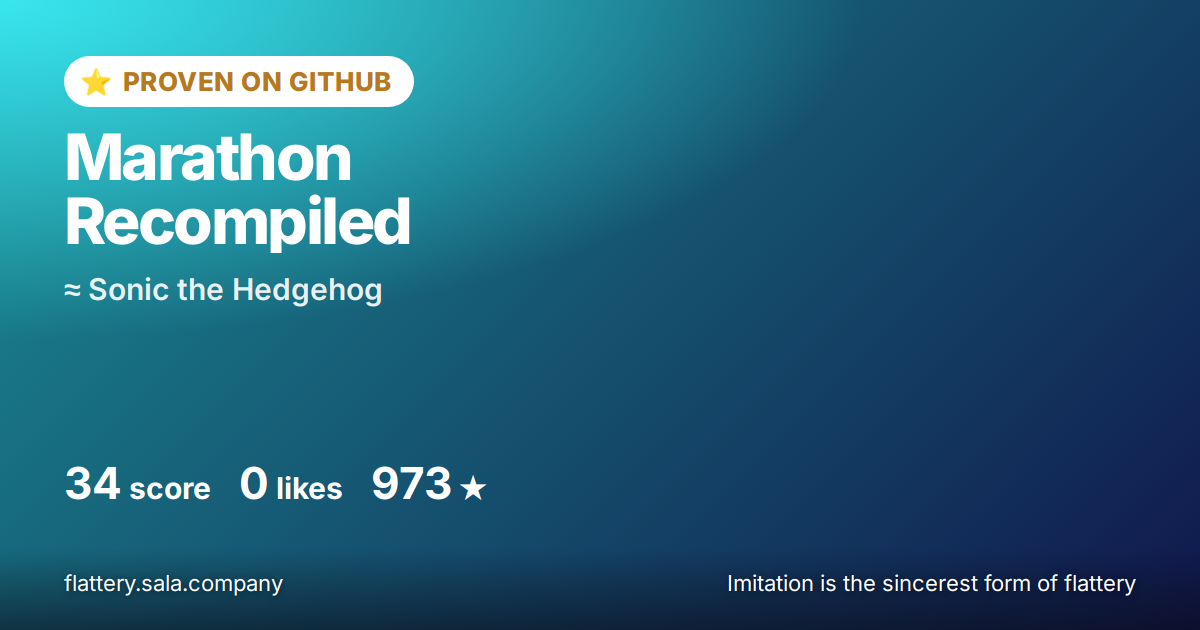 ⭐ PROVEN ON GITHUB
Marathon
Recompiled
≈ Sonic the Hedgehog
34 score 0 likes 973 ★
flattery.sala.company
Imitation is the sincerest form of flattery